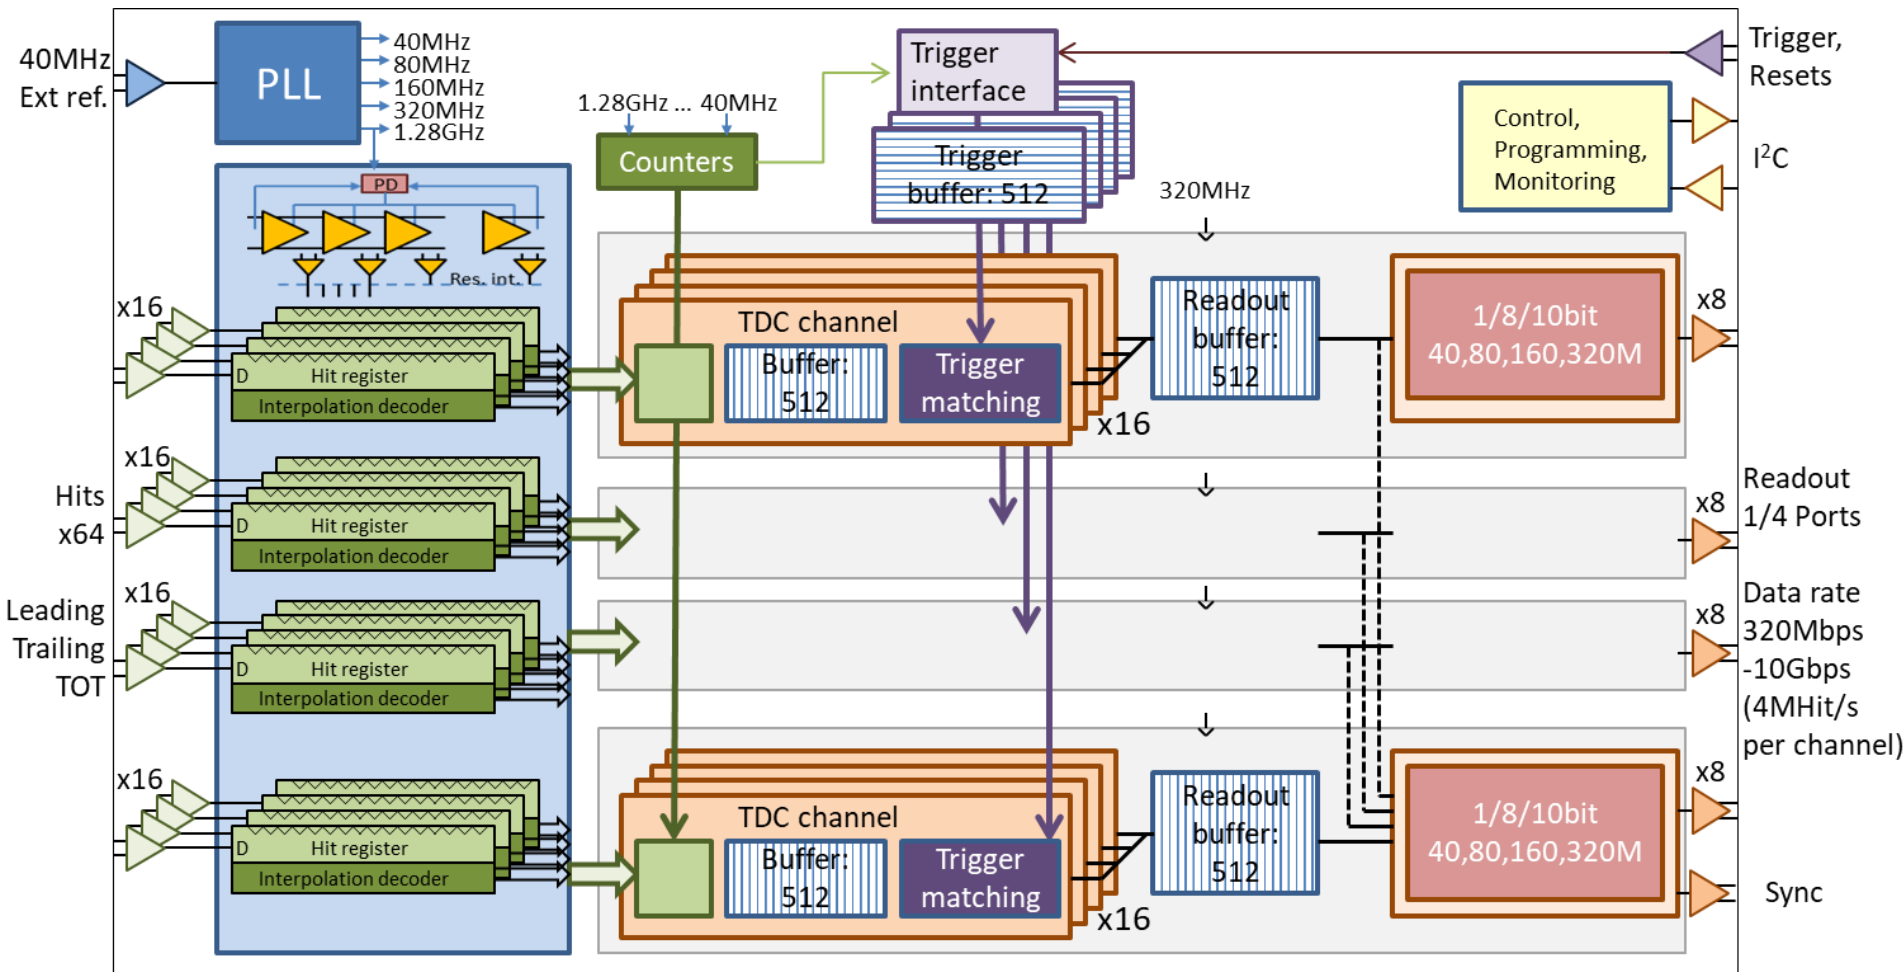 40MHz
Ext ref.
PLL
40MHz
80MHz
160MHz
320MHz
1.28GHz
1.28GHz ... 40MHz
Counters
Trigger
interface
Trigger
buffer: 512
Trigger,
Resets
Control,
Programming,
Monitoring
I²C
320MHz
PD
Res. int.
x16
D
Hit register
Interpolation decoder
TDC channel
Buffer:
512
Trigger
matching
x16
Readout
buffer:
512
1/8/10bit
40,80,160,320M
x8
Hits
x64
x16
D
Hit register
Interpolation decoder
x8
Readout
1/4 Ports
Leading
Trailing
TOT
x16
D
Hit register
Interpolation decoder
x8
Data rate
320Mbps
-10Gbps
(4MHit/s
per channel)
x16
D
Hit register
Interpolation decoder
TDC channel
Buffer:
512
Trigger
matching
x16
Readout
buffer:
512
1/8/10bit
40,80,160,320M
x8
Sync